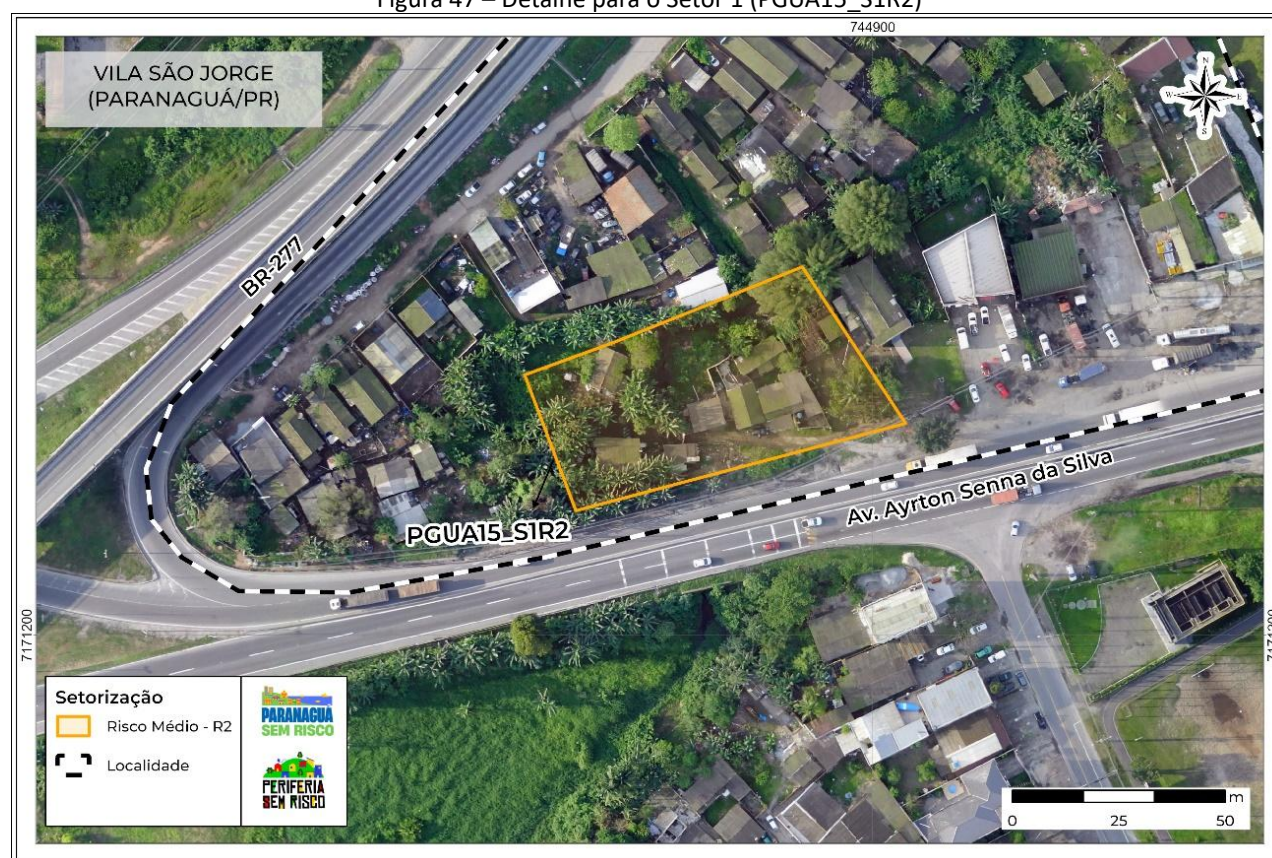 Figura 47 – Detalhe para o Setor 1 (PGUA15_S1R2)
744900
VILA SÃO JORGE
(PARANAGUÁ/PR)
N
W
E
S
BR-277
PGUA15_S1R2
Av. Ayrton Senna da Silva
7171200
7171200
Setorização
Risco Médio - R2
Localidade
PARANAGUÁ
SEM RISCO
PERIFERIA
SEM RISCO
m
0 25 50